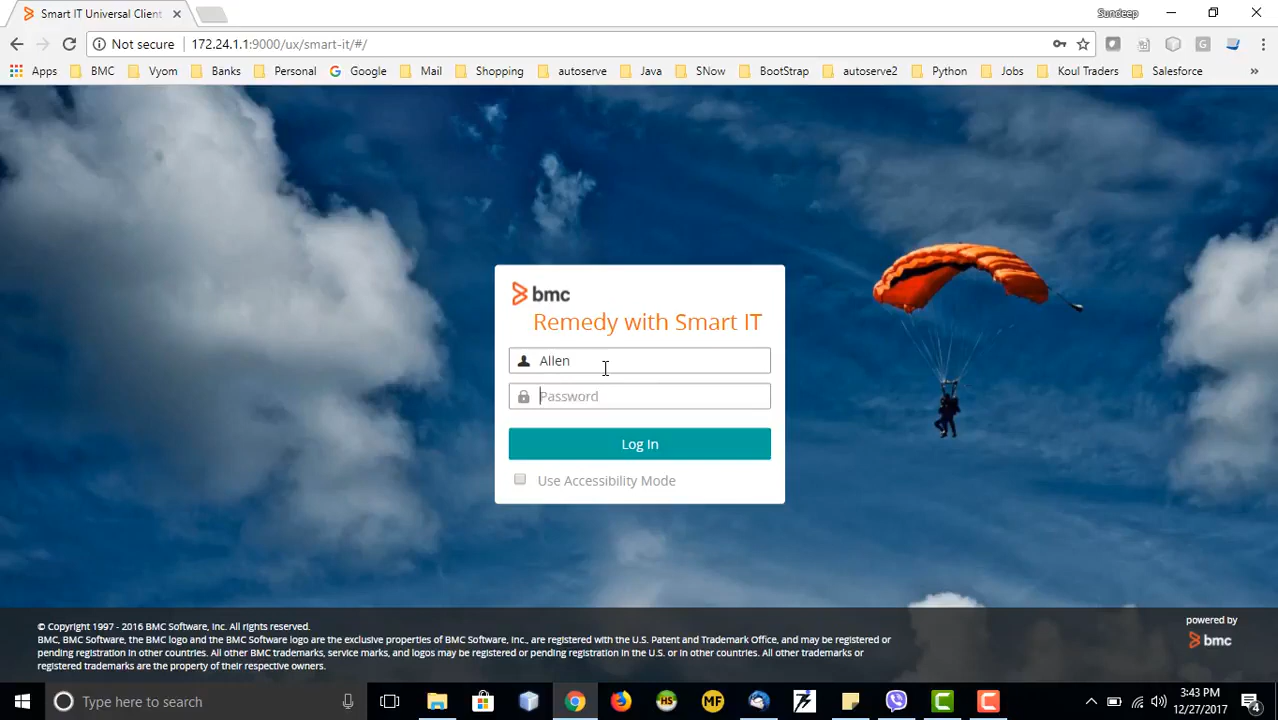 Smart IT Universal Client
Sundeep
Not secure 172.24.1.1:9000/ux/smart-it/#/
Apps BMC Vyom Banks Personal Google Mail Shopping autoserve Java SNow BootStrap autoserve2 Python Jobs Koul Traders Salesforce »
bmc
Remedy with Smart IT
Allen
Password
Log In
Use Accessibility Mode
© Copyright 1997 - 2016 BMC Software, Inc. All rights reserved.
BMC, BMC Software, the BMC logo and the BMC Software logo are the exclusive properties of BMC Software, Inc., are registered with the U.S. Patent and Trademark Office, and may be registered or
pending registration in other countries. All other BMC trademarks, service marks, and logos may be registered or pending registration in the U.S. or in other countries. All other trademarks or
registered trademarks are the property of their respective owners.
powered by
bmc
Type here to search
HS
MF
3:43 PM
12/27/2017
4